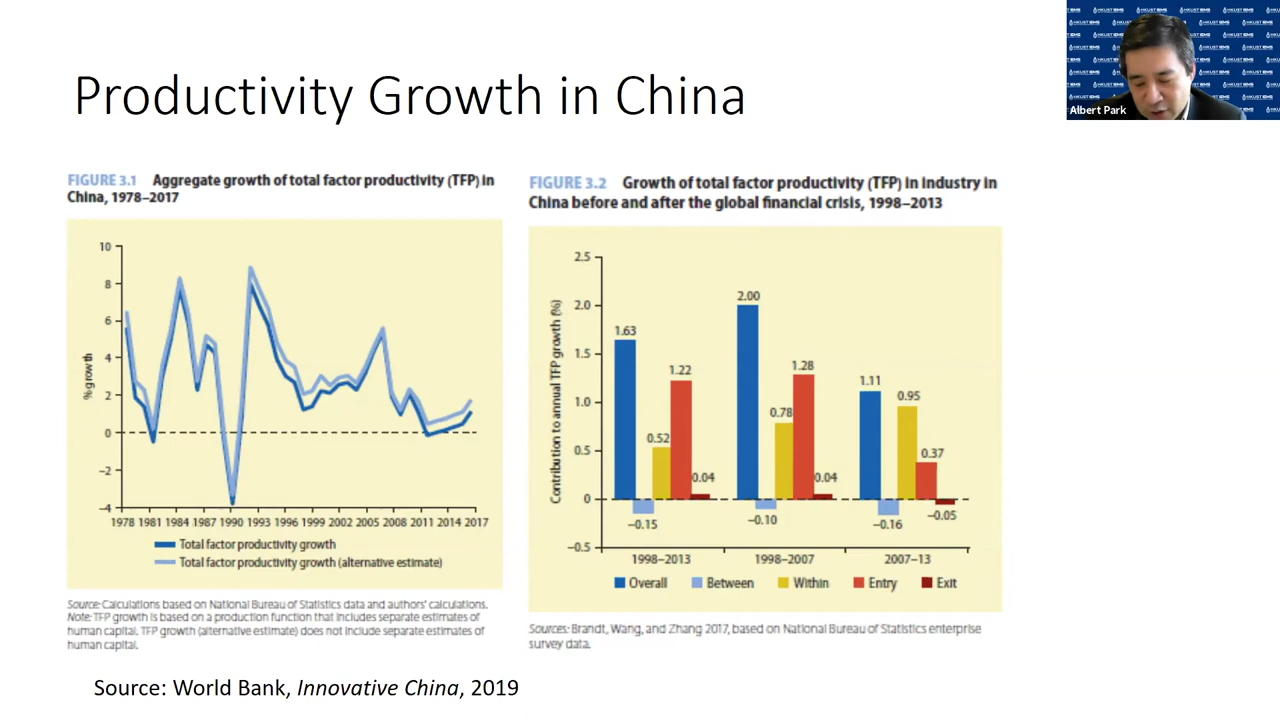 Productivity Growth in China
HKUST IEMS
Albert Park
FIGURE 3.1 Aggregate growth of total factor productivity (TFP) in
China, 1978–2017
% growth
10
8
6
4
2
0
–2
–4
1978 1981 1984 1987 1990 1993 1996 1999 2002 2005 2008 2011 2014 2017
Total factor productivity growth
Total factor productivity growth (alternative estimate)
Source: Calculations based on National Bureau of Statistics data and authors' calculations.
Note: TFP growth is based on a production function that includes separate estimates of
human capital. TFP growth (alternative estimate) does not include separate estimates of
human capital.
FIGURE 3.2 Growth of total factor productivity (TFP) in industry in
China before and after the global financial crisis, 1998–2013
Contribution to annual TFP growth (%)
2.5
2.0
1.5
1.0
0.5
0
–0.5
1.63
–0.15
0.52
1.22
0.04
2.00
–0.10
0.78
1.28
0.04
1.11
–0.16
0.95
0.37
–0.05
1998–2013 1998–2007 2007–13
Overall Between Within Entry Exit
Sources: Brandt, Wang, and Zhang 2017, based on National Bureau of Statistics enterprise
survey data.
Source: World Bank, Innovative China, 2019